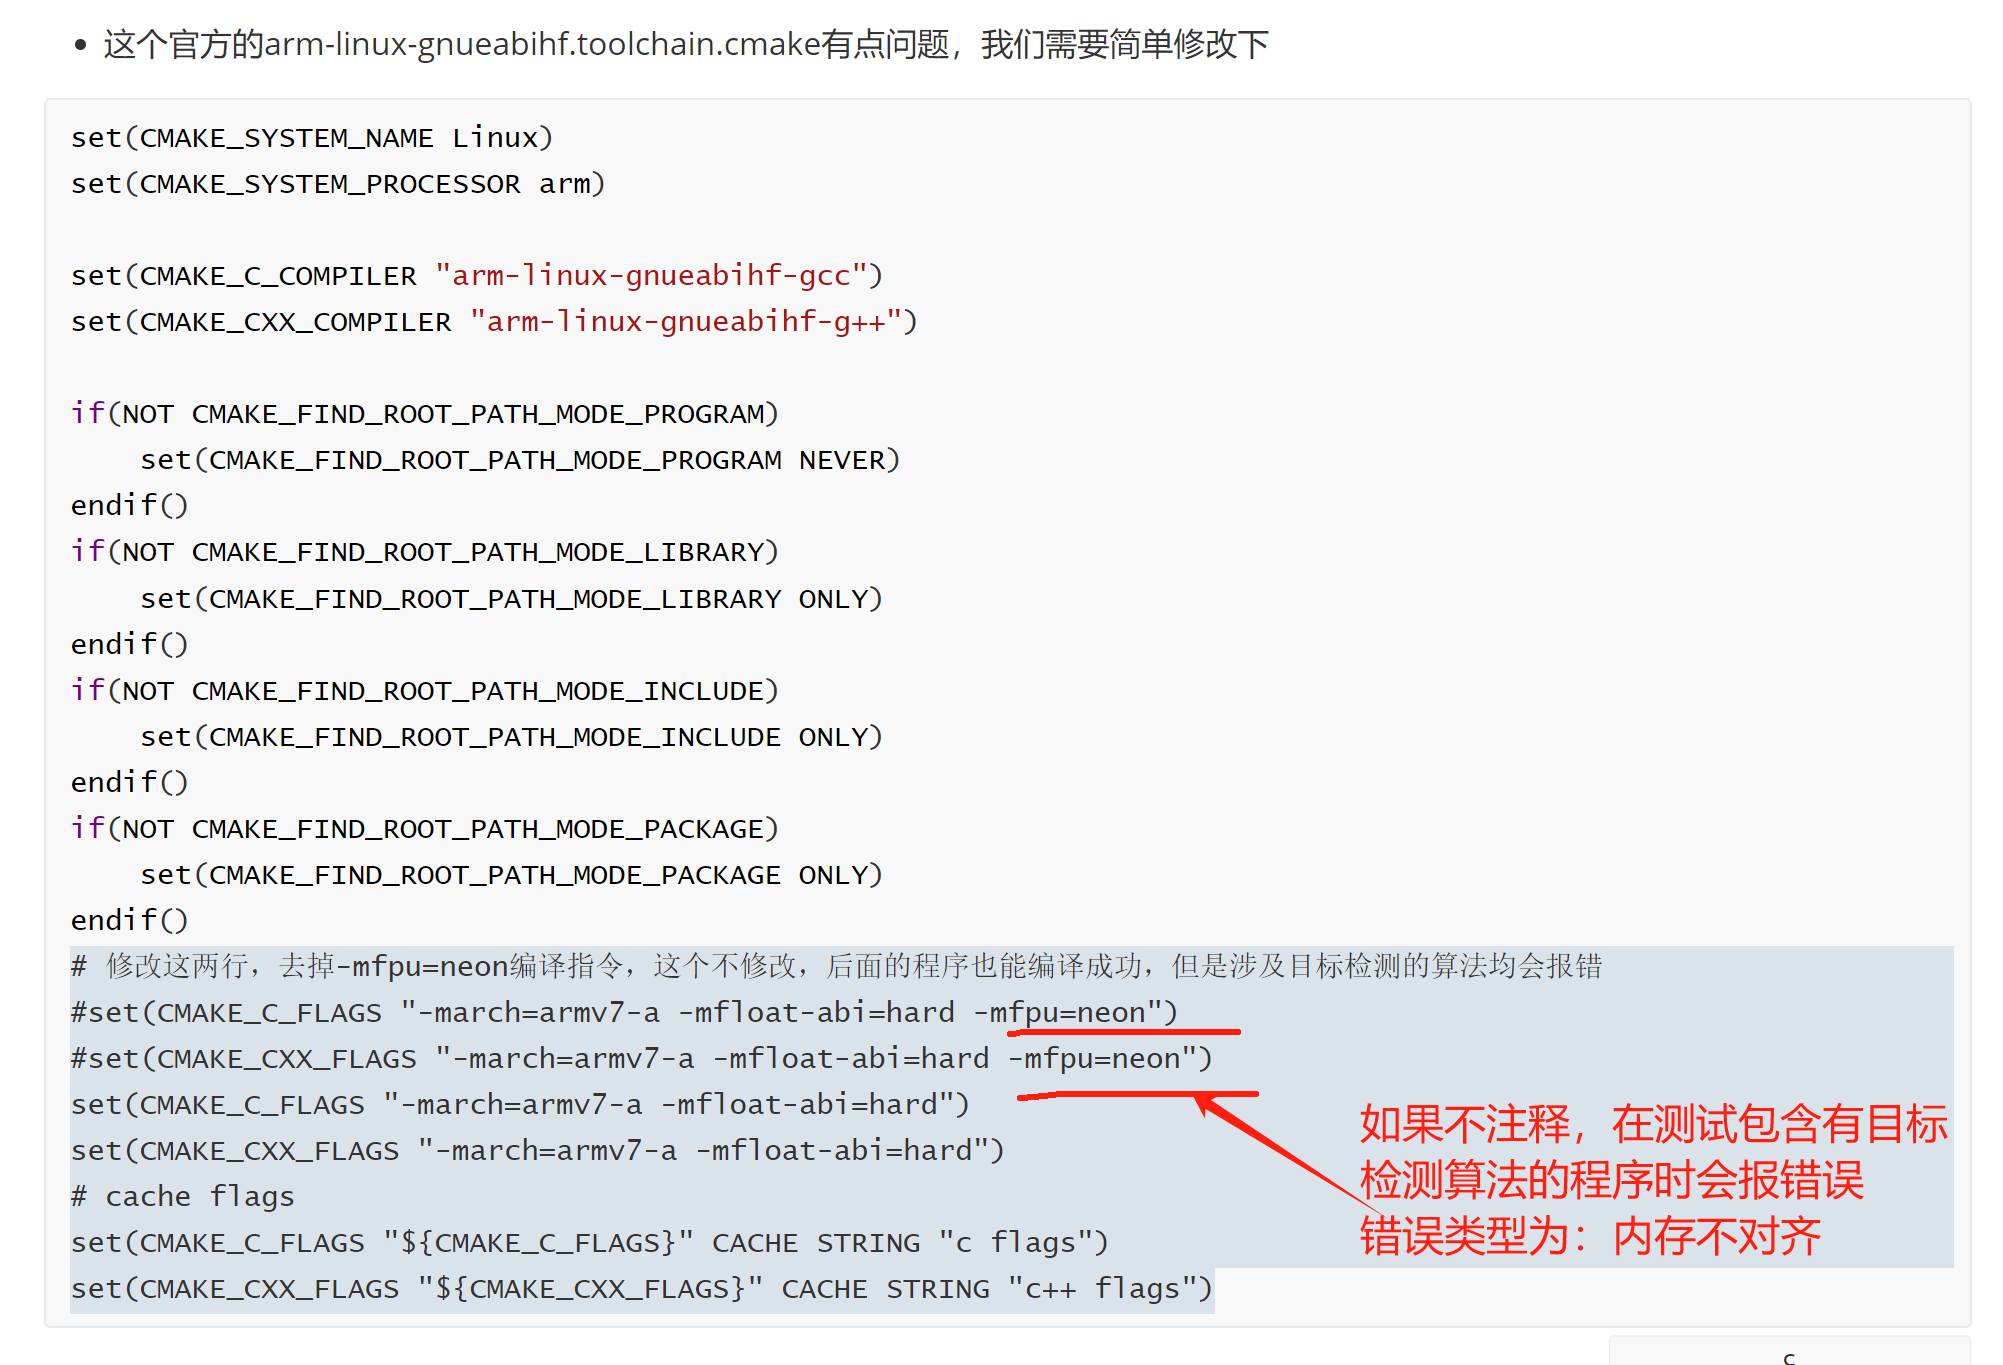 这个官方的arm-linux-gnueabihf.toolchain.cmake有点问题，我们需要简单修改下
set(CMAKE_SYSTEM_NAME Linux)
set(CMAKE_SYSTEM_PROCESSOR arm)
set(CMAKE_C_COMPILER "arm-linux-gnueabihf-gcc")
set(CMAKE_CXX_COMPILER "arm-linux-gnueabihf-g++")
if(NOT CMAKE_FIND_ROOT_PATH_MODE_PROGRAM)
    set(CMAKE_FIND_ROOT_PATH_MODE_PROGRAM NEVER)
endif()
if(NOT CMAKE_FIND_ROOT_PATH_MODE_LIBRARY)
    set(CMAKE_FIND_ROOT_PATH_MODE_LIBRARY ONLY)
endif()
if(NOT CMAKE_FIND_ROOT_PATH_MODE_INCLUDE)
    set(CMAKE_FIND_ROOT_PATH_MODE_INCLUDE ONLY)
endif()
if(NOT CMAKE_FIND_ROOT_PATH_MODE_PACKAGE)
    set(CMAKE_FIND_ROOT_PATH_MODE_PACKAGE ONLY)
endif()
# 修改这两行，去掉-mfpu=neon编译指令，这个不修改，后面的程序也能编译成功，但是涉及目标检测的算法均会报错
#set(CMAKE_C_FLAGS "-march=armv7-a -mfloat-abi=hard -mfpu=neon")
#set(CMAKE_CXX_FLAGS "-march=armv7-a -mfloat-abi=hard -mfpu=neon")
set(CMAKE_C_FLAGS "-march=armv7-a -mfloat-abi=hard")
set(CMAKE_CXX_FLAGS "-march=armv7-a -mfloat-abi=hard")
# cache flags
set(CMAKE_C_FLAGS "${CMAKE_C_FLAGS}" CACHE STRING "c flags")
set(CMAKE_CXX_FLAGS "${CMAKE_CXX_FLAGS}" CACHE STRING "c++ flags")
如果不注释，在测试包含有目标
检测算法的程序时会报错误
错误类型为：内存不对齐